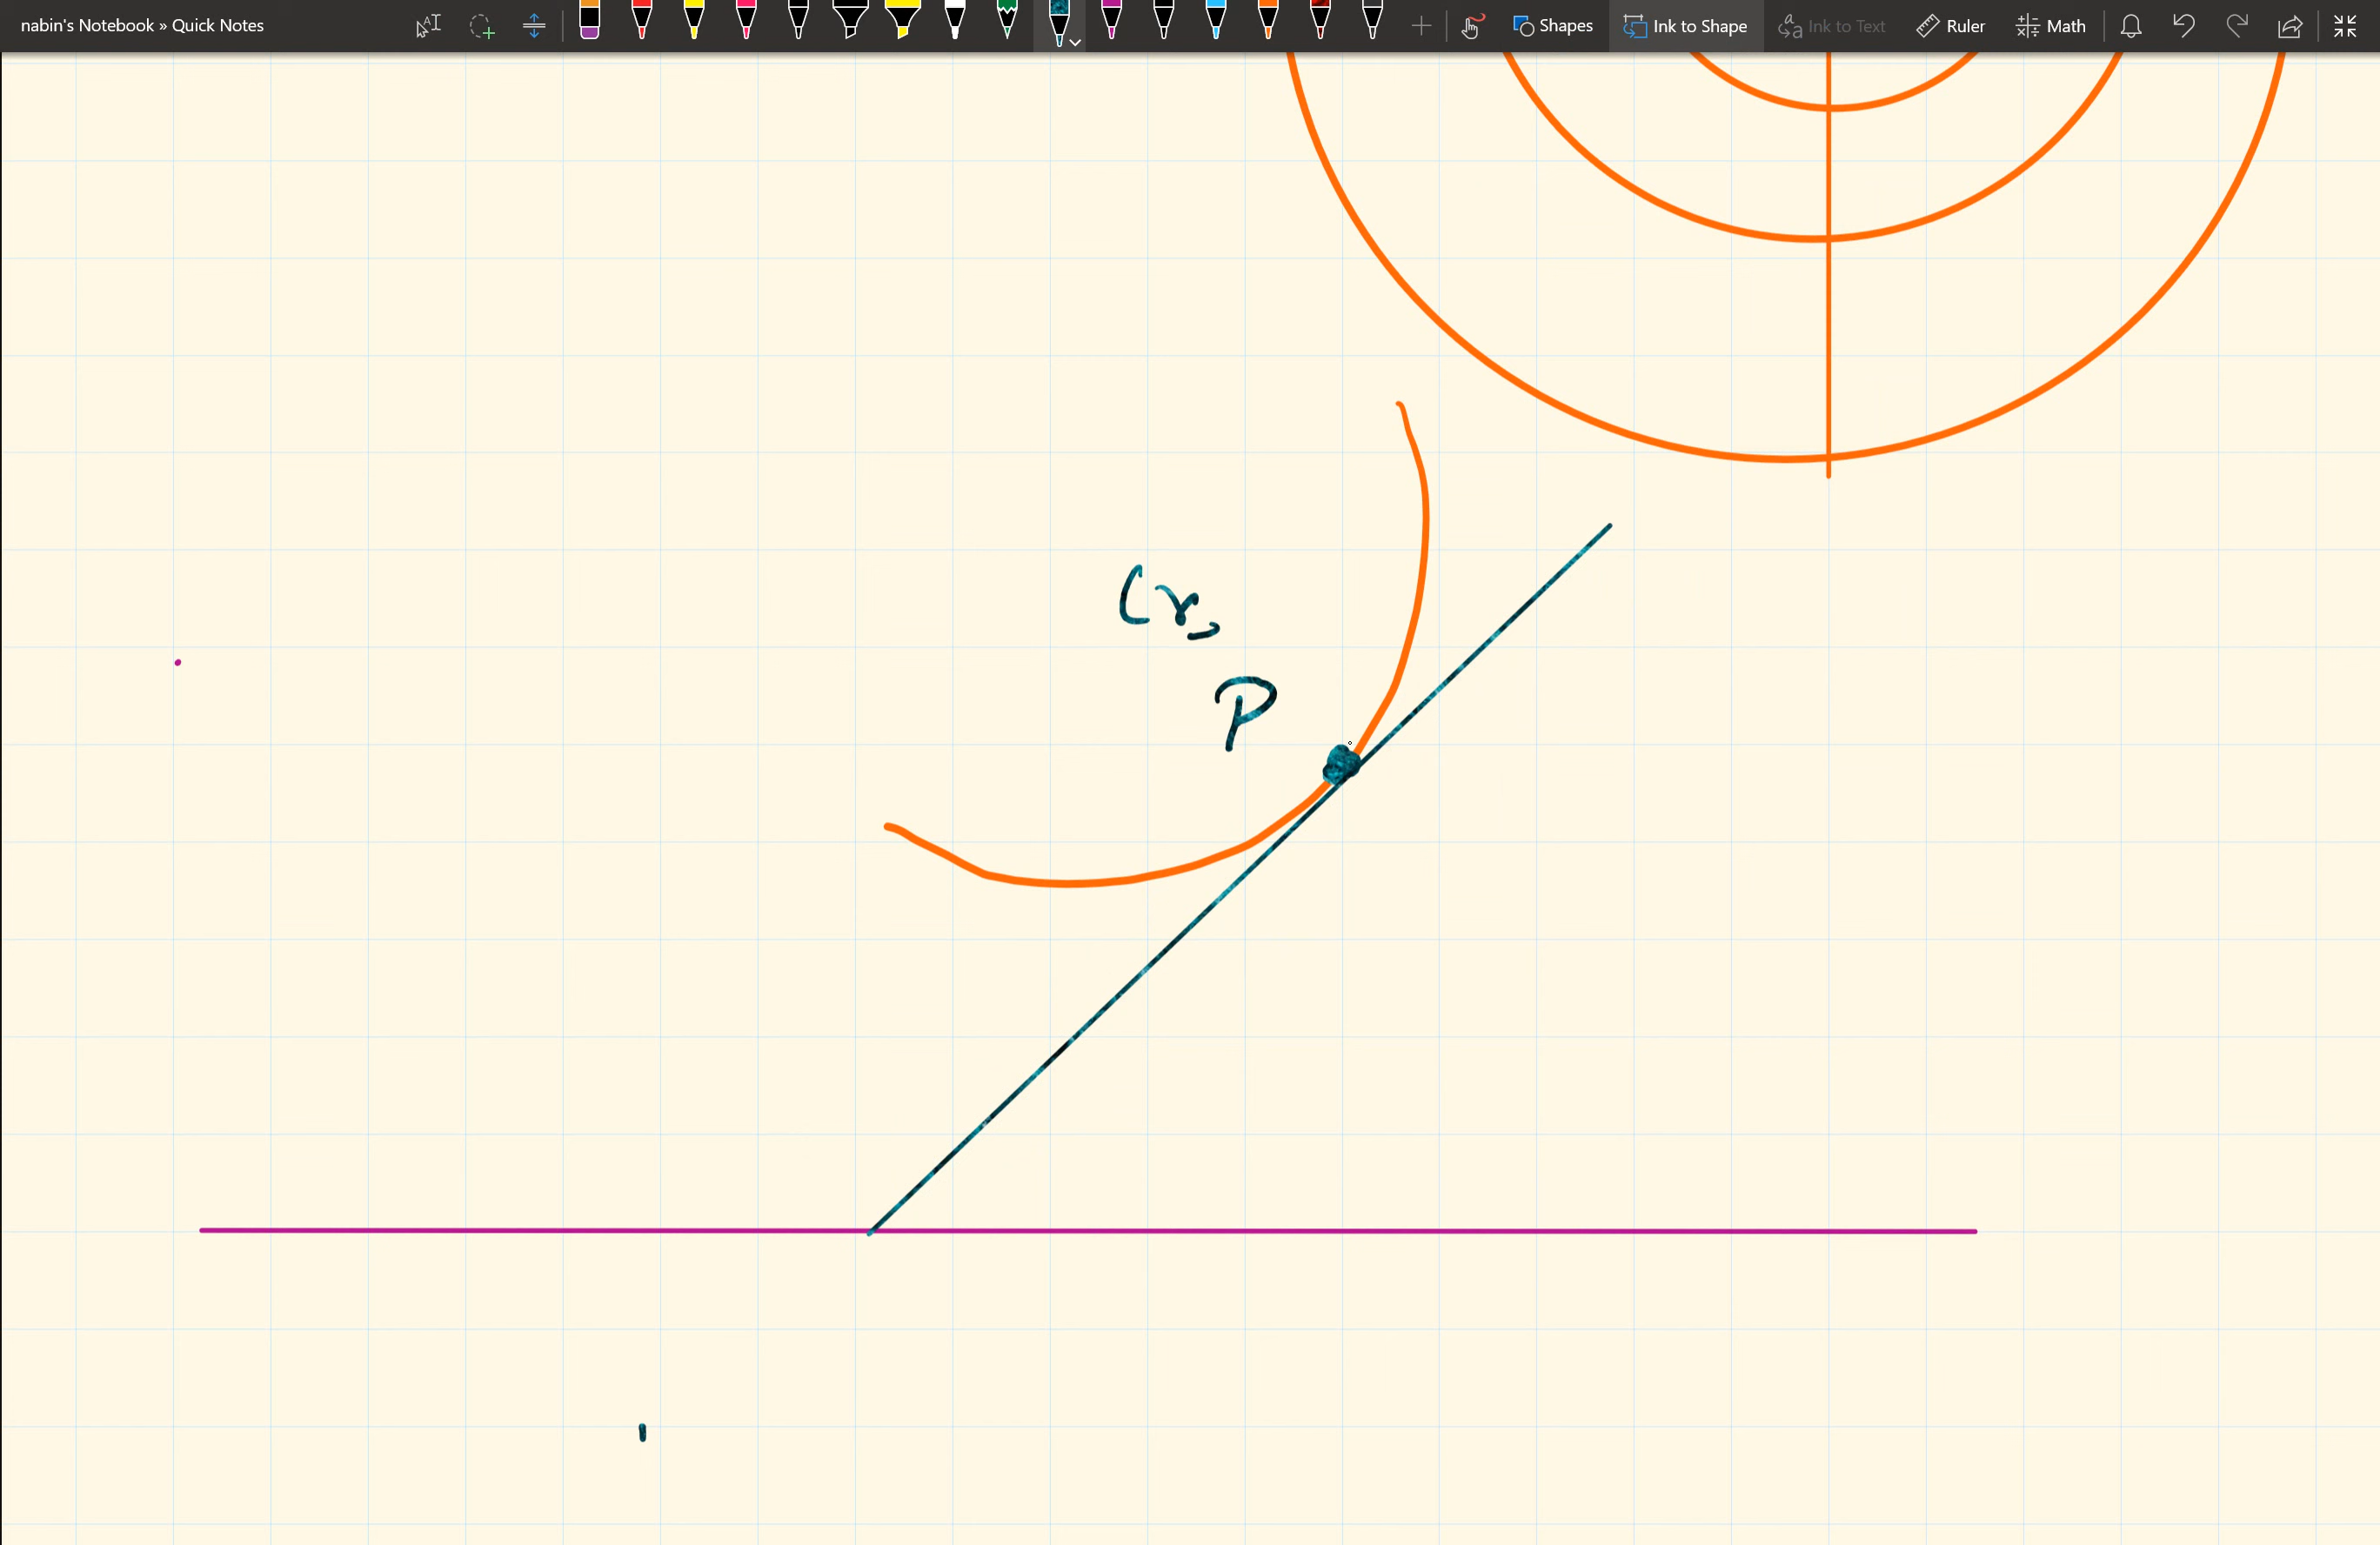 nabin's Notebook » Quick Notes
Shapes
Ink to Shape
Ink to Text
Ruler
Math
P